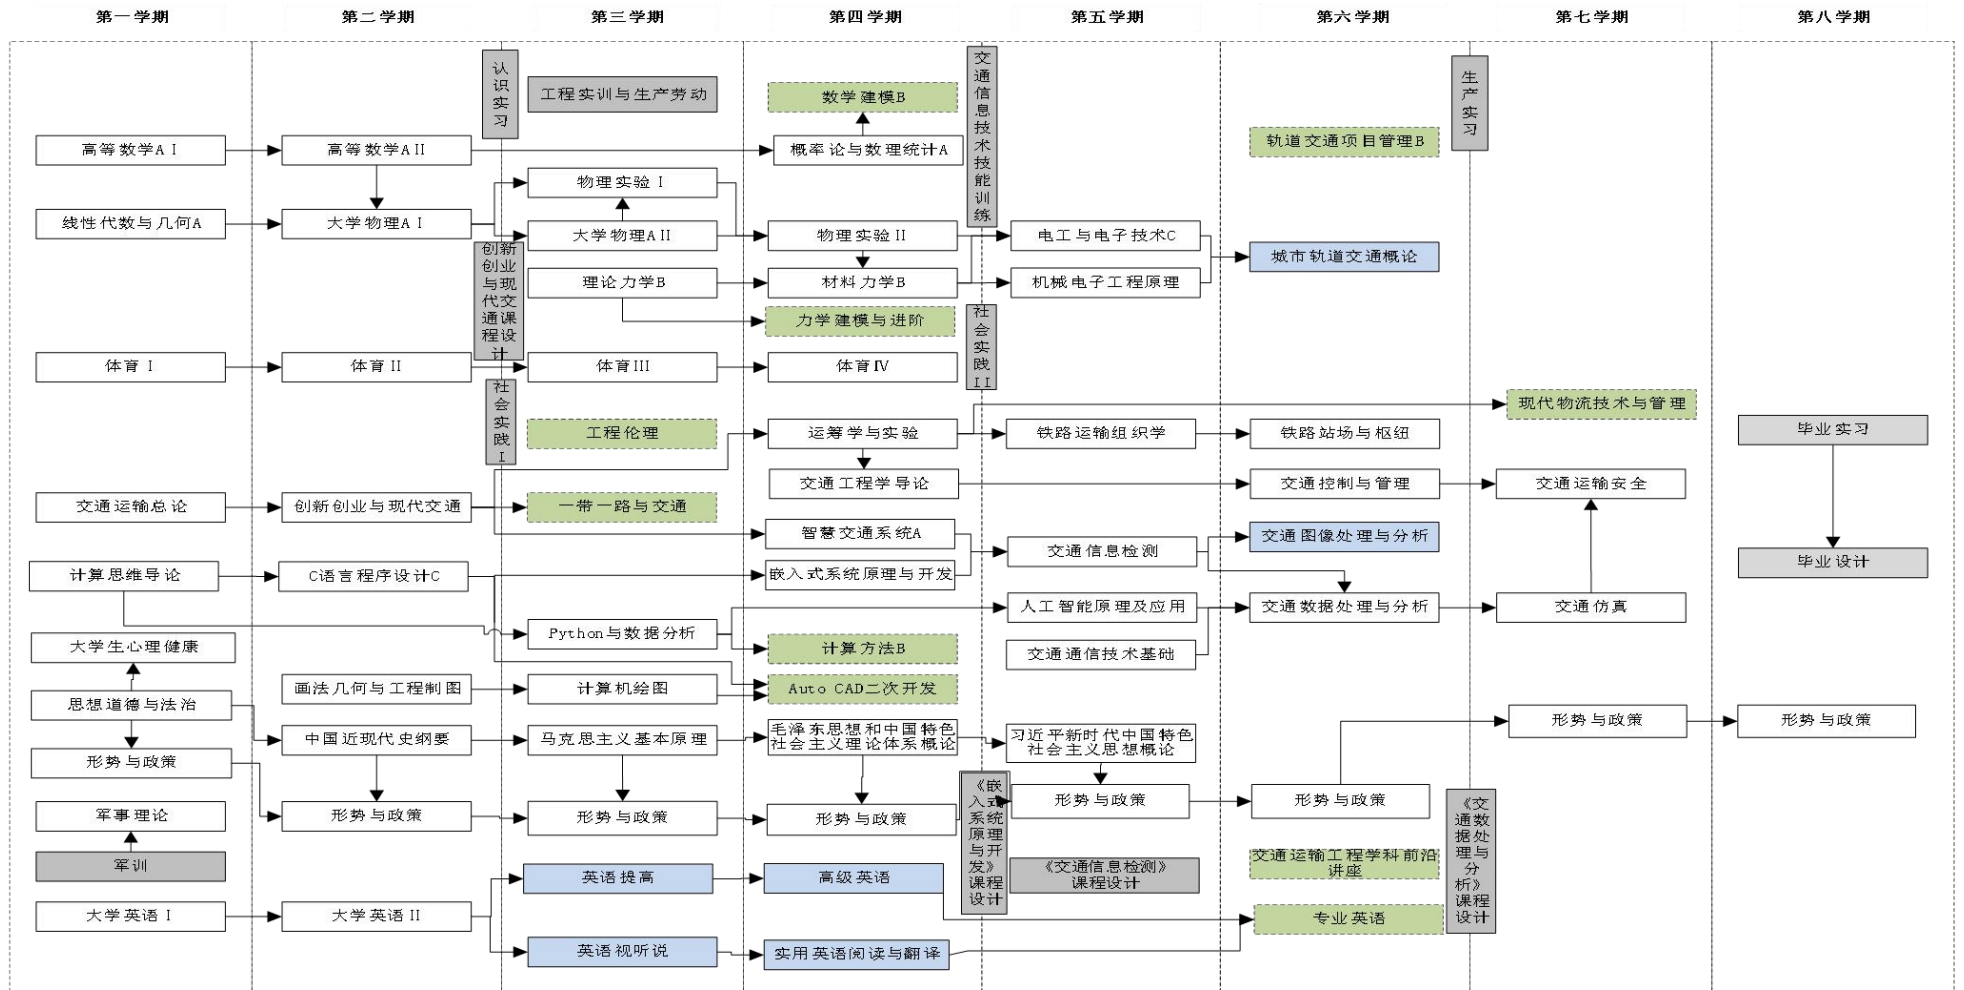 第一学期
第二学期
第三学期
第四学期
第五学期
第六学期
第七学期
第八学期
认识实习
工程实训与生产劳动
数学建模B
交通信息技术技能训练
生产实习
轨道交通项目管理B
高等数学AⅠ
高等数学AII
概率论与数理统计A
物理实验Ⅰ
线性代数与几何A
大学物理AⅠ
大学物理AII
物理实验II
电工与电子技术C
城市轨道交通概论
创新
创业
与现
代交
通课
程设
计
理论力学B
材料力学B
机械电子工程原理
力学建模与进阶
社会实践II
体育Ⅰ
体育II
体育III
体育IV
社会实践I
现代物流技术与管理
工程伦理
运筹学与实验
铁路运输组织学
铁路站场与枢纽
毕业实习
交通工程学导论
交通控制与管理
交通运输安全
交通运输总论
创新创业与现代交通
一带一路与交通
智慧交通系统A
交通信息检测
交通图像处理与分析
毕业设计
计算思维导论
C语言程序设计C
嵌入式系统原理与开发
人工智能原理及应用
交通数据处理与分析
交通仿真
Python与数据分析
大学生心理健康
计算方法B
交通通信技术基础
画法几何与工程制图
计算机绘图
Auto CAD二次开发
思想道德与法治
中国近现代史纲要
马克思主义基本原理
毛泽东思想和中国特色
社会主义理论体系概论
习近平新时代中国特色
社会主义思想概论
形势与政策
形势与政策
形势与政策
形势与政策
形势与政策
形势与政策
形势与政策
形势与政策
军事理论
军训
《嵌
入式
系统
原理
与开
发》
课程
设计
《交
通数
据处
理与
分
析》
课程
设计
《交通信息检测》
课程设计
交通运输工程学科前沿
讲座
英语提高
高级英语
大学英语Ⅰ
大学英语II
专业英语
英语视听说
实用英语阅读与翻译